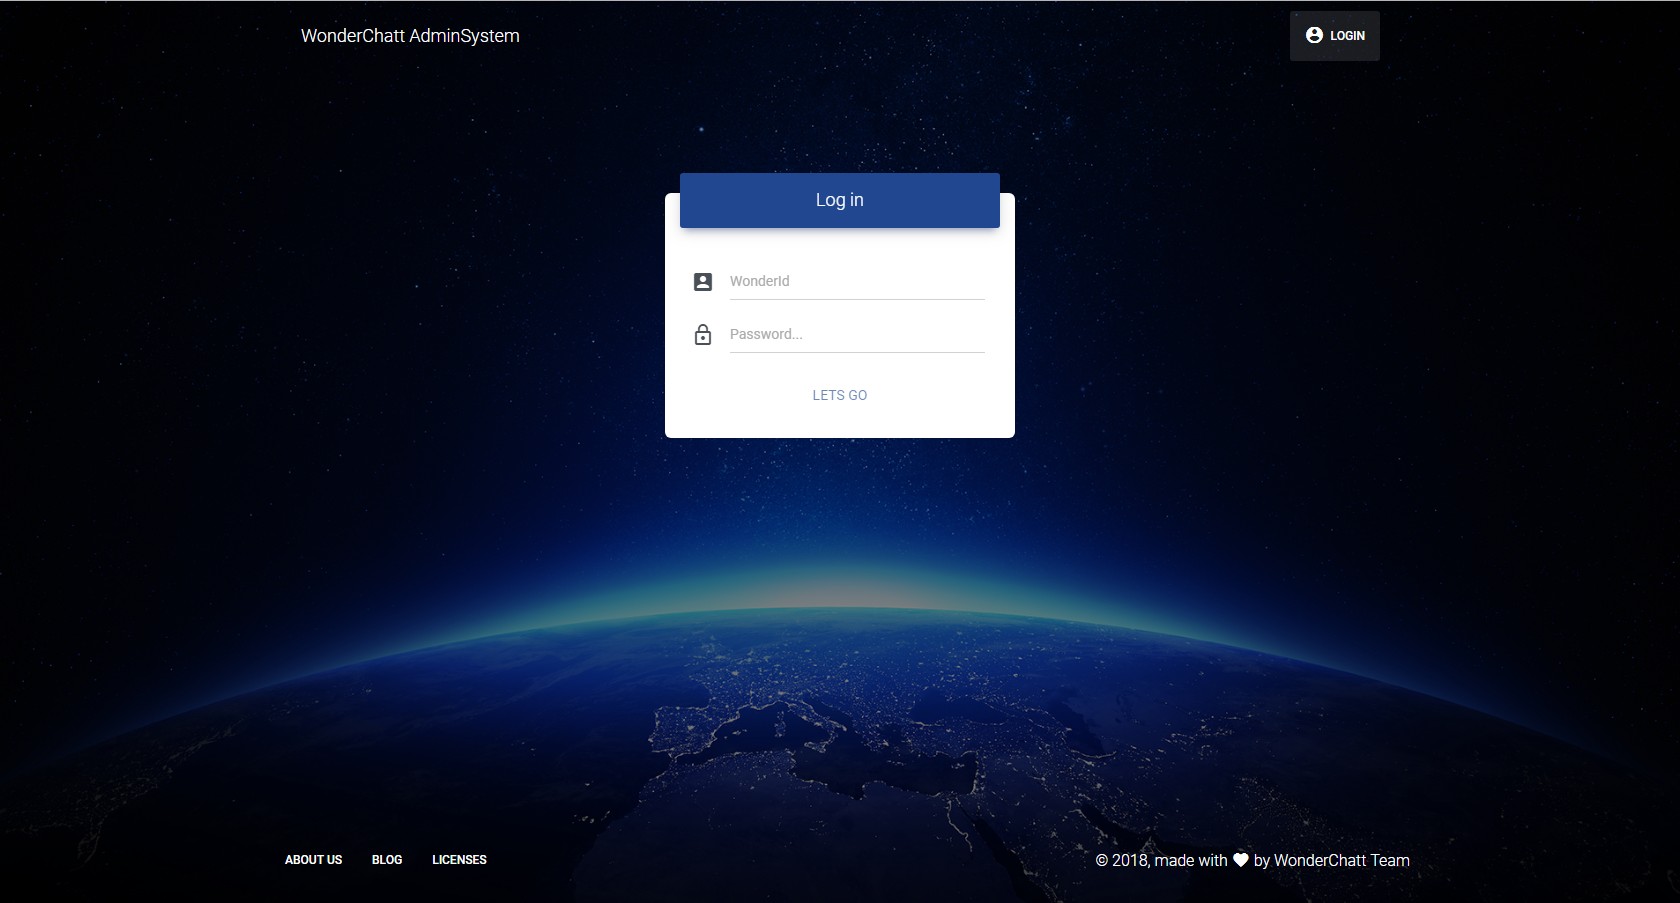 WonderChatt AdminSystem
LOGIN
Log in
WonderId
Password...
LETS GO
ABOUT US
BLOG
LICENSES
© 2018, made with ♥ by WonderChatt Team